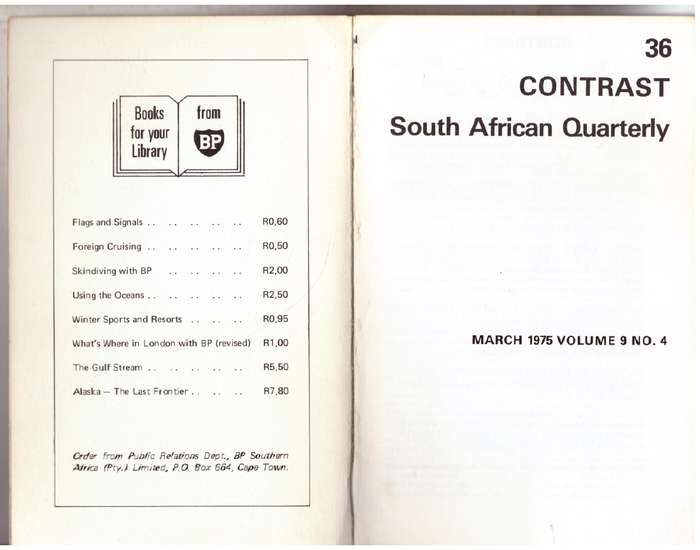 Books
for your
Library
from
BP
Flags and Signals . . . . . . . . . . R0,60
Foreign Cruising . . . . . . . . . . R0,50
Skindiving with BP . . . . . . . . R2,00
Using the Oceans . . . . . . . . . . R2,50
Winter Sports and Resorts . . . . . . R0,95
What's Where in London with BP (revised) R1,00
The Gulf Stream . . . . . . . . . . R5,50
Alaska — The Last Frontier . . . . . . R7,80
Order from Public Relations Dept., BP Southern
Africa (Pty.) Limited, P.O. Box 664, Cape Town.
36
CONTRAST
South African Quarterly
MARCH 1975 VOLUME 9 NO. 4